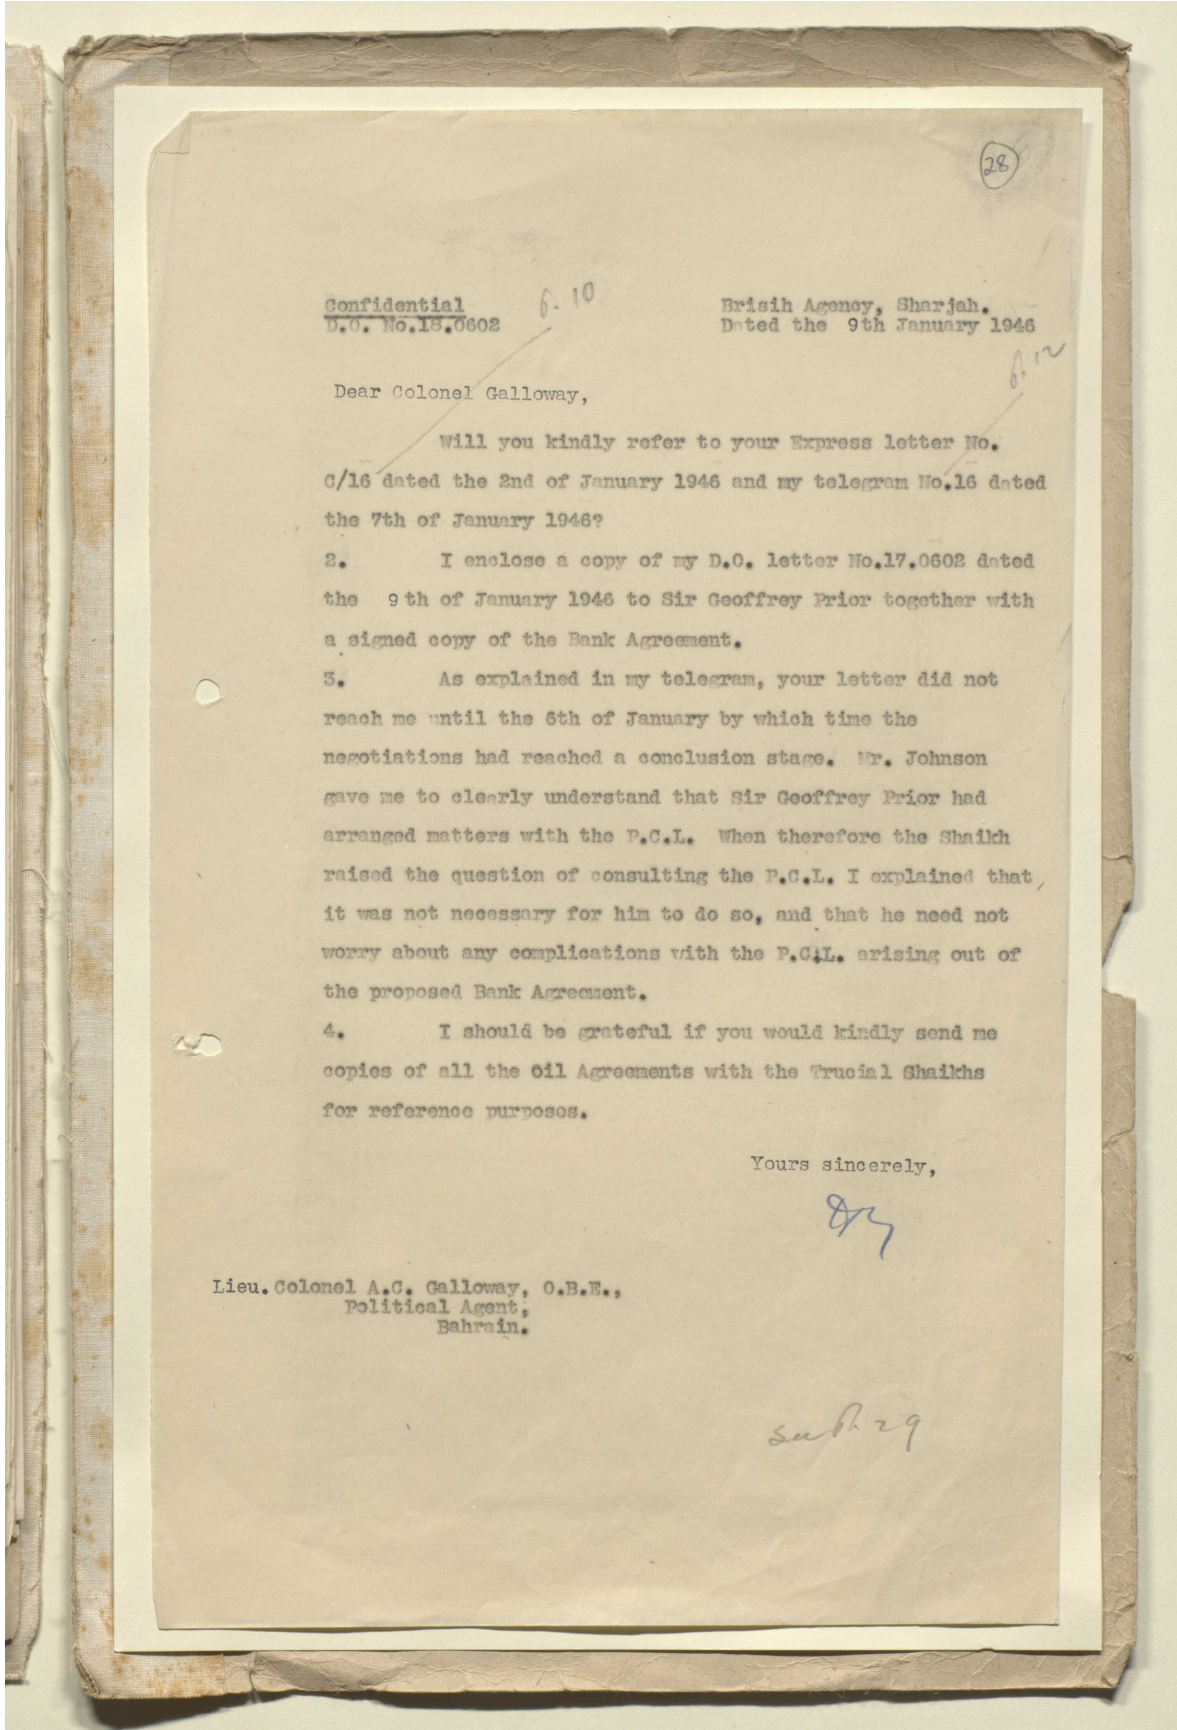 28
Confidential
D.O. No.18.0602
p. 10
Brisih Agency, Sharjah.
Dated the 9th January 1946
p. 12
Dear Colonel Galloway,
Will you kindly refer to your Express letter No.
C/16 dated the 2nd of January 1946 and my telegram No.16 dated
the 7th of January 1946?
2. I enclose a copy of my D.O. letter No.17.0602 dated
the 9th of January 1946 to Sir Geoffrey Prior together with
a signed copy of the Bank Agreement.
3. As explained in my telegram, your letter did not
reach me until the 6th of January by which time the
negotiations had reached a conclusion stage. Mr. Johnson
gave me to clearly understand that Sir Geoffrey Prior had
arranged matters with the P.C.L. When therefore the Shaikh
raised the question of consulting the P.C.L. I explained that
it was not necessary for him to do so, and that he need not
worry about any complications with the P.C.L. arising out of
the proposed Bank Agreement.
4. I should be grateful if you would kindly send me
copies of all the Oil Agreements with the Trucial Shaikhs
for reference purposes.
Yours sincerely,
Lieu. Colonel A.C. Galloway, O.B.E.,
Political Agent,
Bahrain.
See p. 29